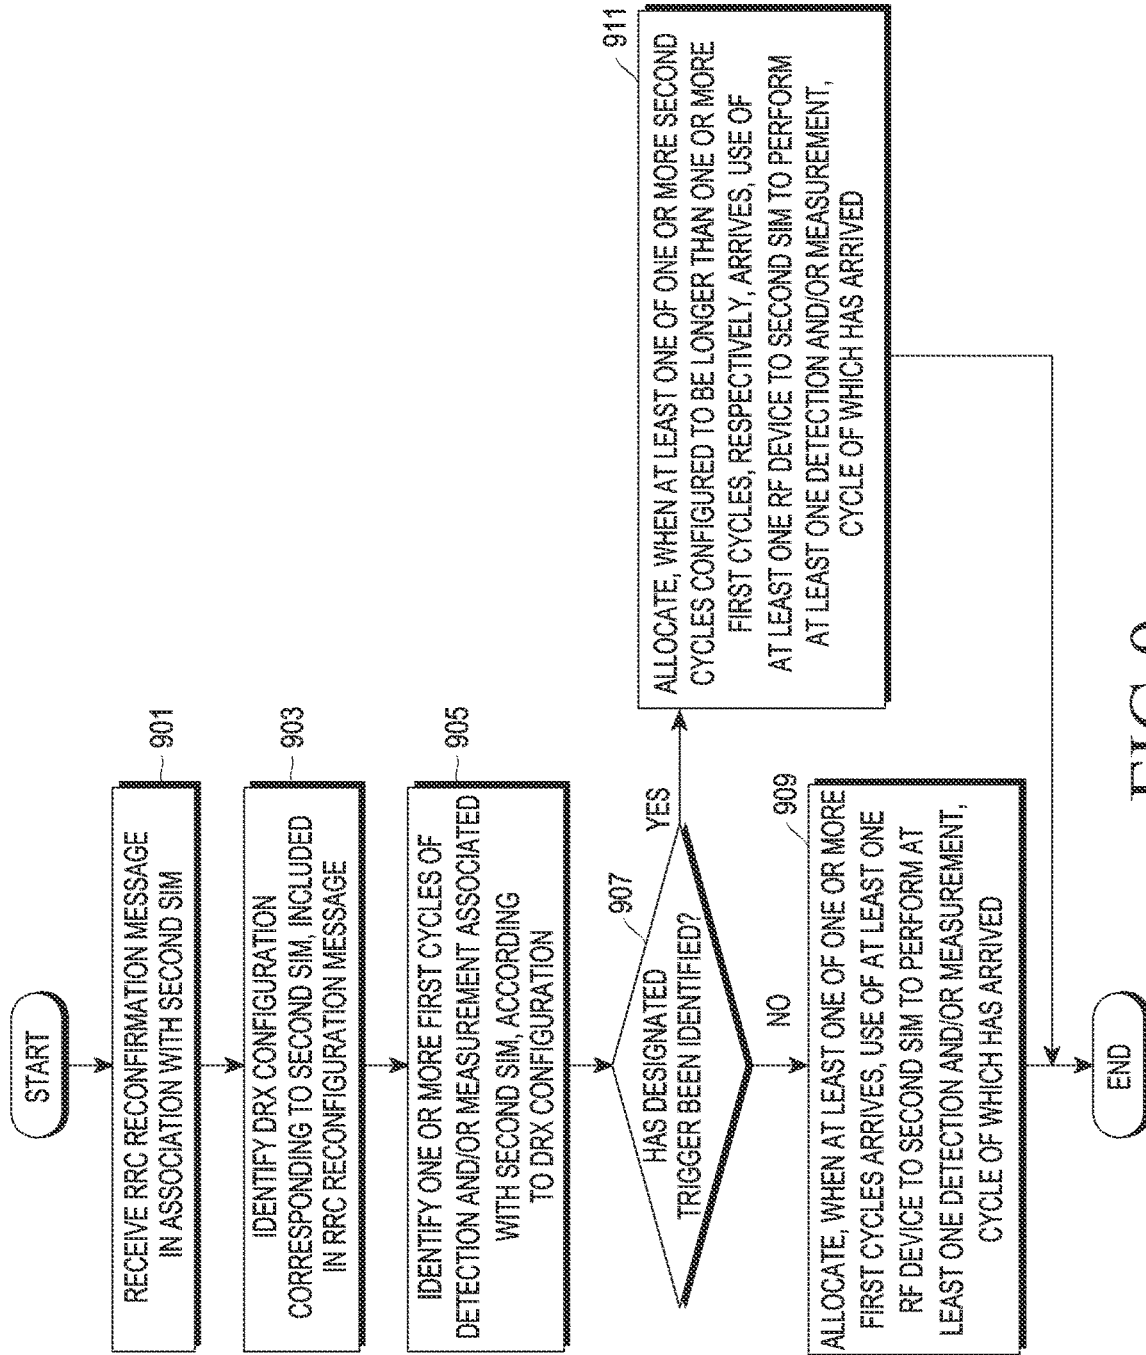 START
901
RECEIVE RRC RECONFIRMATION MESSAGE
IN ASSOCIATION WITH SECOND SIM
903
IDENTIFY DRX CONFIGURATION
CORRESPONDING TO SECOND SIM, INCLUDED
IN RRC RECONFIGURATION MESSAGE
905
IDENTIFY ONE OR MORE FIRST CYCLES OF
DETECTION AND/OR MEASUREMENT ASSOCIATED
WITH SECOND SIM, ACCORDING
TO DRX CONFIGURATION
907
HAS DESIGNATED
TRIGGER BEEN IDENTIFIED?
YES
NO
909
ALLOCATE, WHEN AT LEAST ONE OF ONE OR MORE
FIRST CYCLES ARRIVES, USE OF AT LEAST ONE
RF DEVICE TO SECOND SIM TO PERFORM AT
LEAST ONE DETECTION AND/OR MEASUREMENT,
CYCLE OF WHICH HAS ARRIVED
911
ALLOCATE, WHEN AT LEAST ONE OF ONE OR MORE SECOND
CYCLES CONFIGURED TO BE LONGER THAN ONE OR MORE
FIRST CYCLES, RESPECTIVELY, ARRIVES, USE OF
AT LEAST ONE RF DEVICE TO SECOND SIM TO PERFORM
AT LEAST ONE DETECTION AND/OR MEASUREMENT,
CYCLE OF WHICH HAS ARRIVED
END